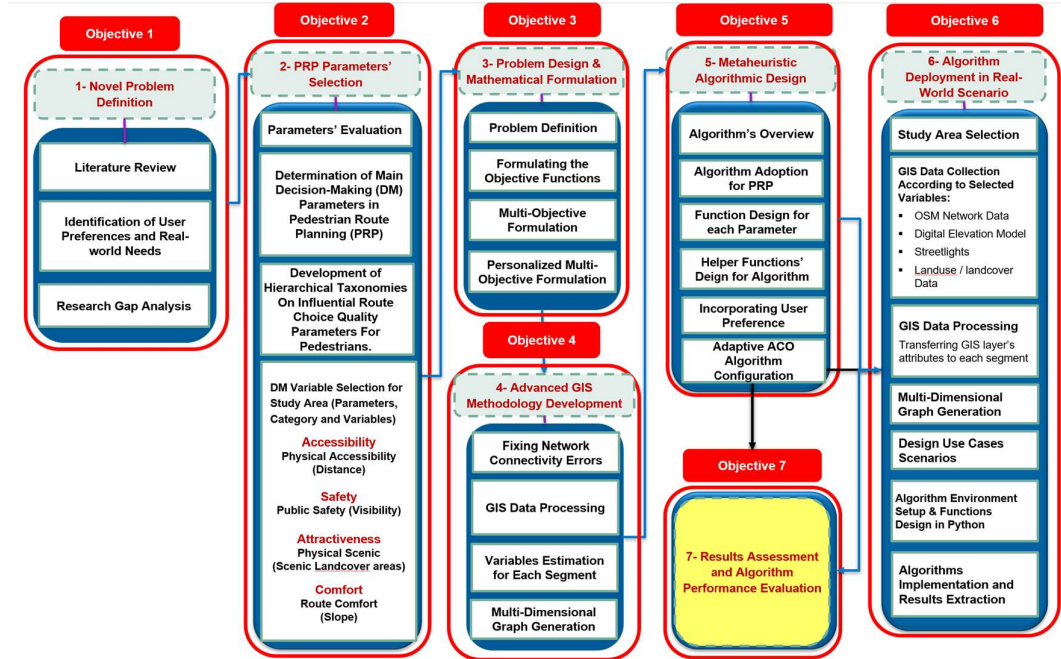 Objective 1
1- Novel Problem
Definition
Literature Review
Identification of User
Preferences and Real-
world Needs
Research Gap Analysis
Objective 2
2- PRP Parameters'
Selection
Parameters' Evaluation
Determination of Main
Decision-Making (DM)
Parameters in
Pedestrian Route
Planning (PRP)
Development of
Hierarchical Taxonomies
On Influential Route
Choice Quality
Parameters For
Pedestrians.
DM Variable Selection for
Study Area (Parameters,
Category and Variables)
Accessibility
Physical Accessibility
(Distance)
Safety
Public Safety (Visibility)
Attractiveness
Physical Scenic
(Scenic Landcover areas)
Comfort
Route Comfort
(Slope)
Objective 3
3- Problem Design &
Mathematical Formulation
Problem Definition
Formulating the
Objective Functions
Multi-Objective
Formulation
Personalized Multi-
Objective Formulation
Objective 4
4- Advanced GIS
Methodology Development
Fixing Network
Connectivity Errors
GIS Data Processing
Variables Estimation
for Each Segment
Multi-Dimensional
Graph Generation
Objective 5
5- Metaheuristic
Algorithmic Design
Algorithm's Overview
Algorithm Adoption
for PRP
Function Design for
each Parameter
Helper Functions'
Deign for Algorithm
Incorporating User
Preference
Adaptive ACO
Algorithm
Configuration
Objective 7
7- Results Assessment
and Algorithm
Performance Evaluation
Objective 6
6- Algorithm
Deployment in Real-
World Scenario
Study Area Selection
GIS Data Collection
According to Selected
Variables:
▪ OSM Network Data
▪ Digital Elevation Model
▪ Streetlights
▪ Landuse / landcover
Data
GIS Data Processing
Transferring GIS layer's
attributes to each segment
Multi-Dimensional
Graph Generation
Design Use Cases
Scenarios
Algorithm Environment
Setup & Functions
Design in Python
Algorithms
Implementation and
Results Extraction